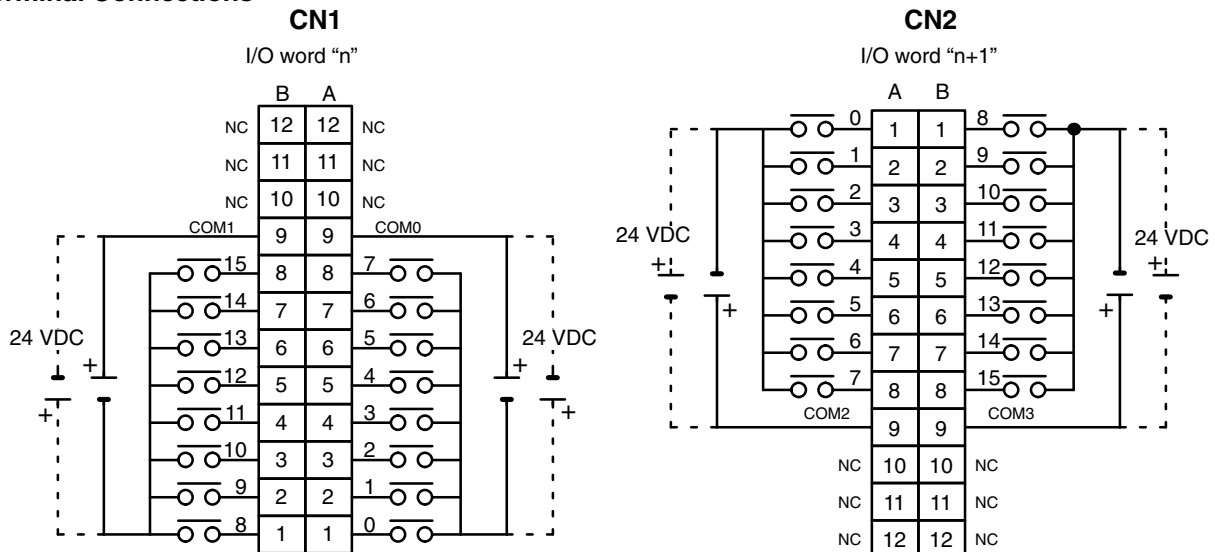 rminal Connections
CN1
I/O word “n”
B A
NC 12 12 NC
NC 11 11 NC
NC 10 10 NC
COM1 9 9 COM0
15 8 8 7
14 7 7 6
13 6 6 5
12 5 5 4
11 4 4 3
10 3 3 2
9 2 2 1
8 1 1 0
24 VDC
+
+
24 VDC
+
+
CN2
I/O word “n+1”
A B
0 1 1 8
1 2 2 9
2 3 3 10
3 4 4 11
4 5 5 12
5 6 6 13
6 7 7 14
7 8 8 15
COM2 9 9 COM3
NC 10 10 NC
NC 11 11 NC
NC 12 12 NC
24 VDC
+
+
24 VDC
+
+